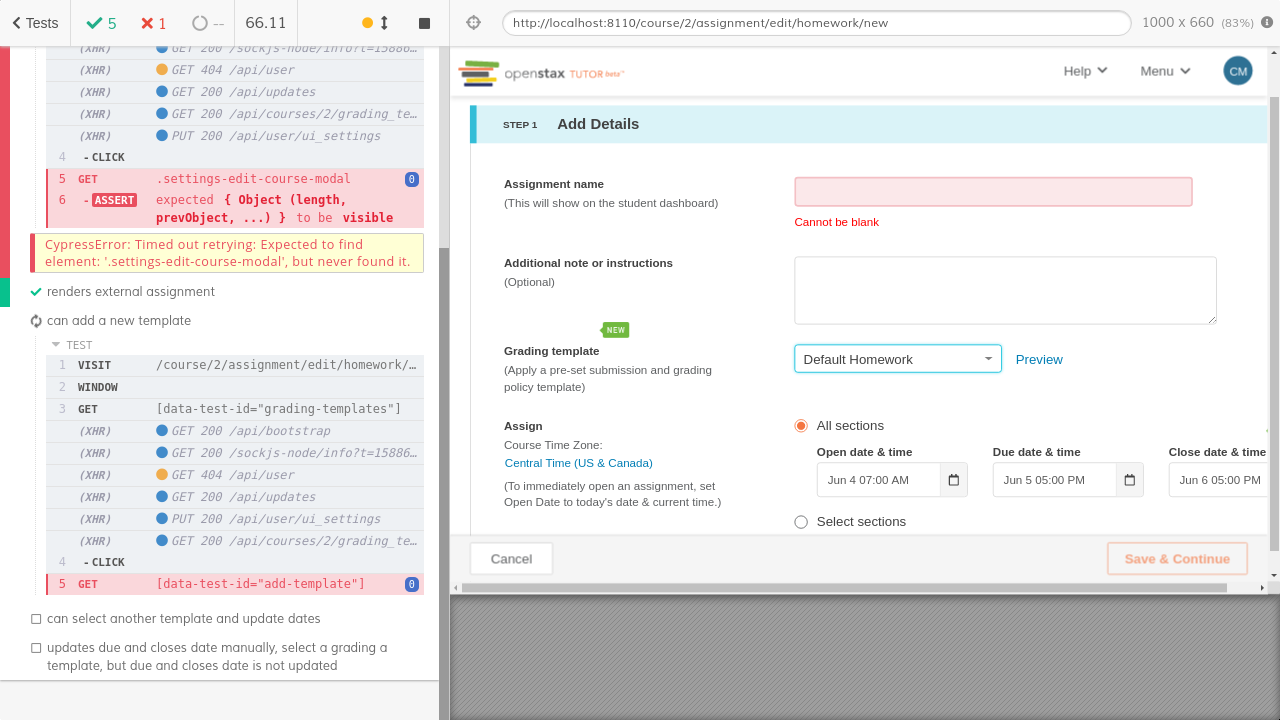 Tests
5
1
--
66.11
(XHR) GET 200 /sockjs-node/info?t=15886…
(XHR) GET 404 /api/user
(XHR) GET 200 /api/updates
(XHR) GET 200 /api/courses/2/grading_te…
(XHR) PUT 200 /api/user/ui_settings
4 -CLICK
5 GET .settings-edit-course-modal 0
6 -ASSERT expected { Object (length,
prevObject, ...) } to be visible
CypressError: Timed out retrying: Expected to find
element: '.settings-edit-course-modal', but never found it.
renders external assignment
can add a new template
TEST
1 VISIT /course/2/assignment/edit/homework/…
2 WINDOW
3 GET [data-test-id="grading-templates"]
(XHR) GET 200 /api/bootstrap
(XHR) GET 200 /sockjs-node/info?t=15886…
(XHR) GET 404 /api/user
(XHR) GET 200 /api/updates
(XHR) PUT 200 /api/user/ui_settings
(XHR) GET 200 /api/courses/2/grading_te…
4 -CLICK
5 GET [data-test-id="add-template"] 0
can select another template and update dates
updates due and closes date manually, select a grading a
template, but due and closes date is not updated
http://localhost:8110/course/2/assignment/edit/homework/new
1000 x 660 (83%)
openstax TUTOR beta™
Help
Menu
CM
STEP 1 Add Details
Assignment name
(This will show on the student dashboard)
Cannot be blank
Additional note or instructions
(Optional)
NEW
Grading template
(Apply a pre-set submission and grading
policy template)
Default Homework
Preview
Assign
Course Time Zone:
Central Time (US & Canada)
(To immediately open an assignment, set
Open Date to today's date & current time.)
All sections
Open date & time Due date & time Close date & time
Jun 4 07:00 AM Jun 5 05:00 PM Jun 6 05:00 PM
Select sections
Cancel
Save & Continue